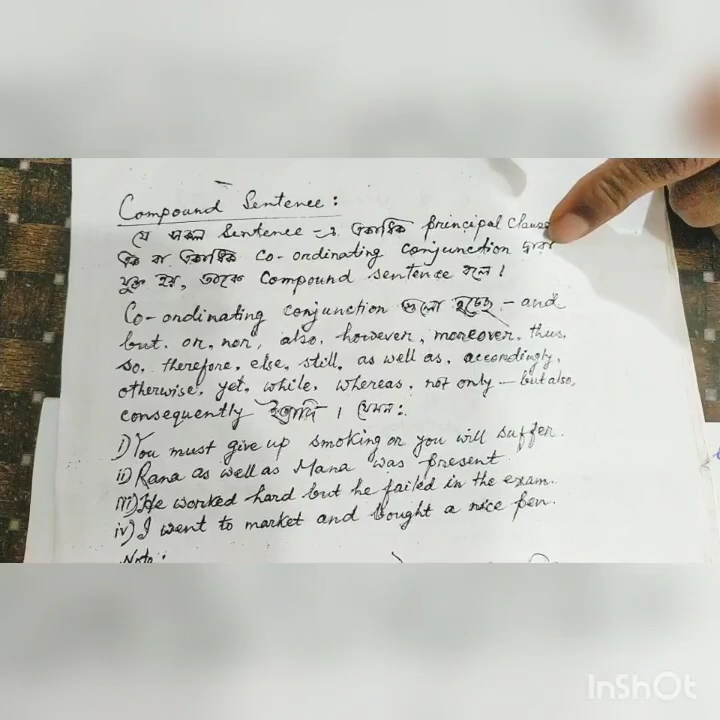 Compound Sentence:
যে সকল Sentence এ একাধিক principal clause
এক বা একাধিক co-ordinating conjunction দ্বারা
যুক্ত হয়, তাকে Compound sentence বলে।
Co-ordinating conjunction গুলো হচ্ছে - and
but, or, nor, also, however, moreover, thus,
so, therefore, else, still, as well as, accordingly,
otherwise, yet, while, whereas, not only - but also,
consequently ইত্যাদি। যেমন:
i) You must give up smoking or you will suffer.
ii) Rana as well as Mana was present
iii) He worked hard but he failed in the exam.
iv) I went to market and bought a nice pen.
Note:
InShOt